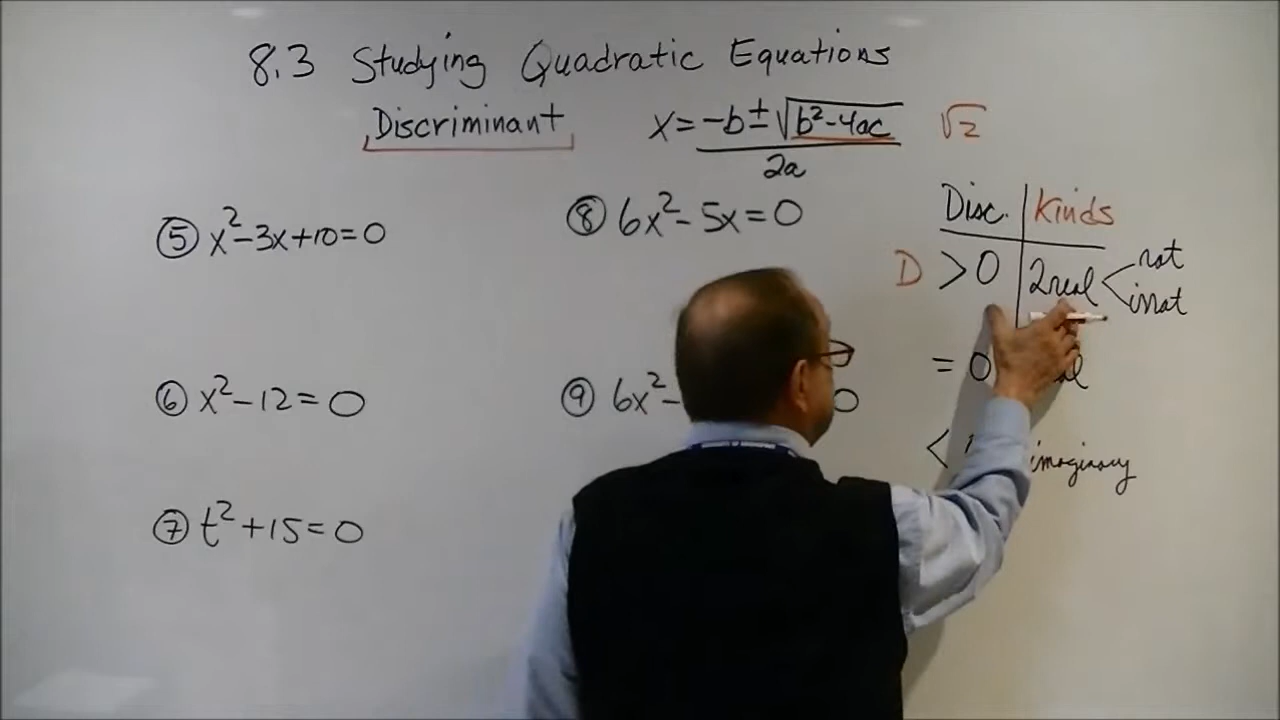 8.3 Studying Quadratic Equations
Discriminant
x = -b ± √b² - 4ac / 2a
√2
⑤ x² - 3x + 10 = 0
⑥ x² - 12 = 0
⑦ t² + 15 = 0
⑧ 6x² - 5x = 0
⑨ 6x² - 0
Disc. Kinds
D > 0 2 real < rat
irrat
= 0
< imaginary